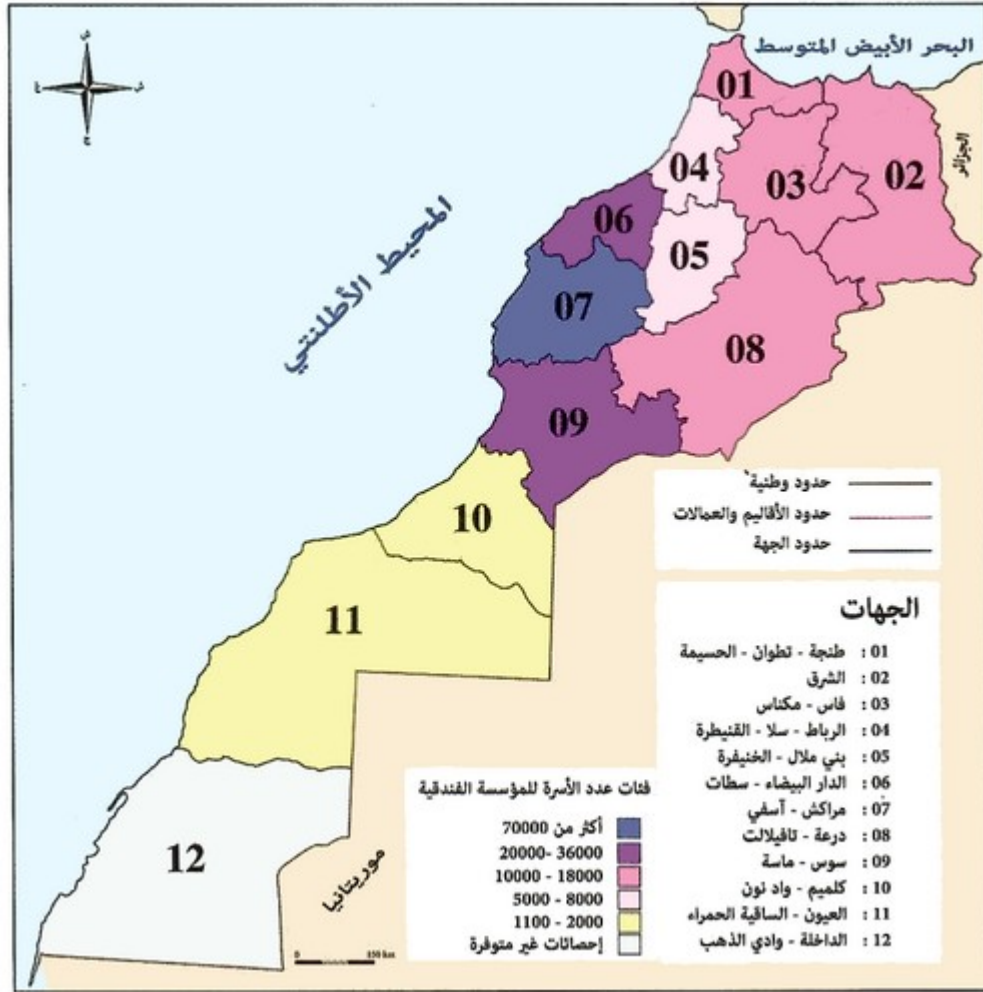 البحر الأبيض المتوسط
المحيط الأطلنتي
الجزائر
موريتانيا
ش
ش
ج
غ
01
02
03
04
05
06
07
08
09
10
11
12
حدود وطنية
حدود الأقاليم والعمالات
حدود الجهة
الجهات
01 : طنجة - تطوان - الحسيمة
02 : الشرق
03 : فاس - مكناس
04 : الرباط - سلا - القنيطرة
05 : بني ملال - الخنيفرة
06 : الدار البيضاء - سطات
07 : مراكش - آسفي
08 : درعة - تافيلالت
09 : سوس - ماسة
10 : كلميم - واد نون
11 : العيون - الساقية الحمراء
12 : الداخلة - وادي الذهب
فئات عدد الأسرة للمؤسسة الفندقية
أكثر من 70000
20000 -36000
10000 - 18000
5000 - 8000
1100 - 2000
إحصائات غير متوفرة
0 150 km